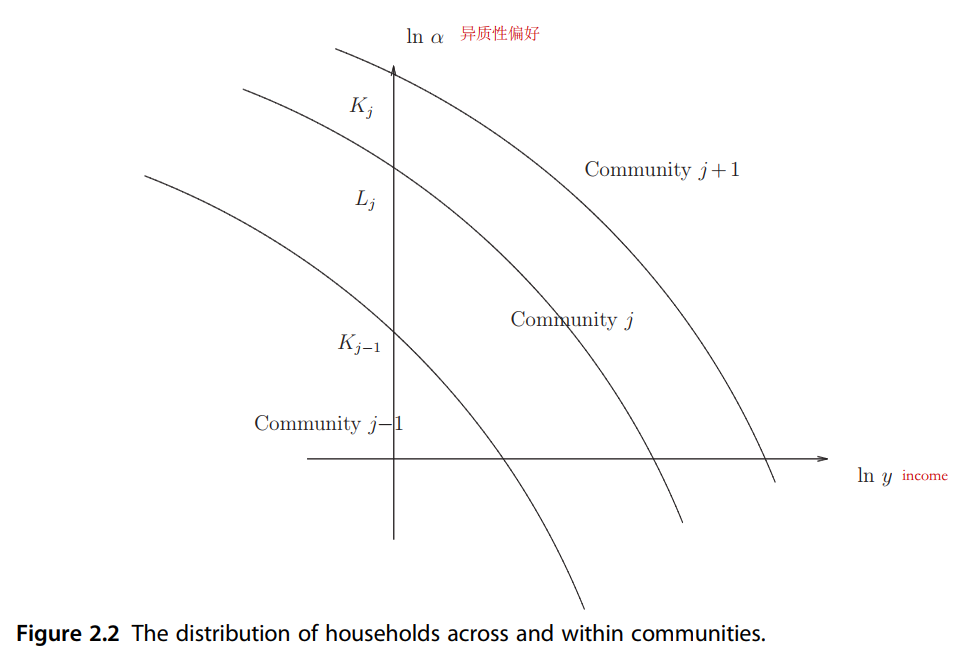 ln α 异质性偏好
K_j
Community j+1
L_j
Community j
K_{j−1}
Community j−1
ln y income
Figure 2.2 The distribution of households across and within communities.